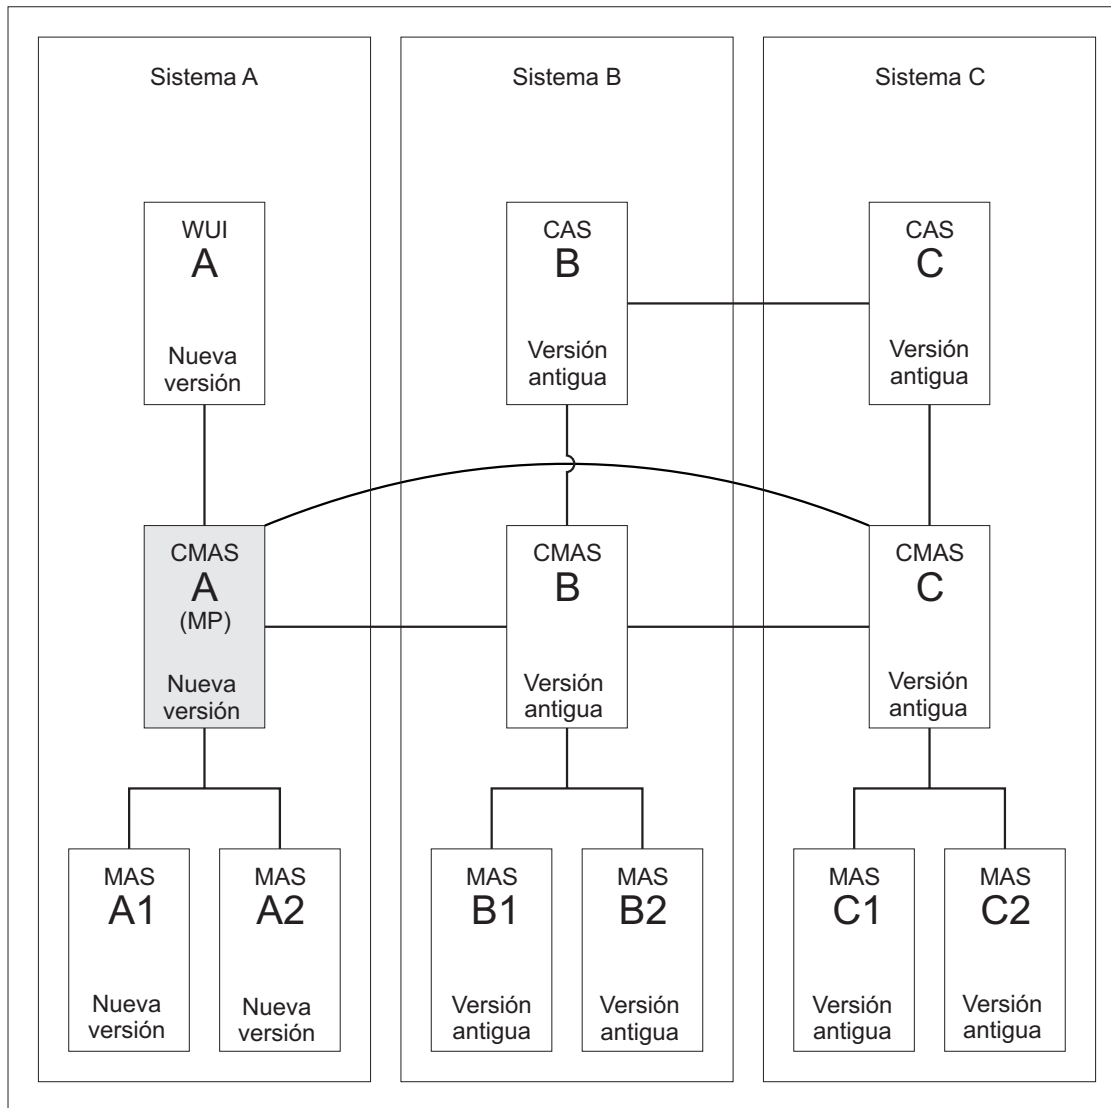 Sistema A
Sistema B
Sistema C
WUI
A
Nueva
versión
CAS
B
Versión
antigua
CAS
C
Versión
antigua
CMAS
A
(MP)
Nueva
versión
CMAS
B
Versión
antigua
CMAS
C
Versión
antigua
MAS
A1
Nueva
versión
MAS
A2
Nueva
versión
MAS
B1
Versión
antigua
MAS
B2
Versión
antigua
MAS
C1
Versión
antigua
MAS
C2
Versión
antigua